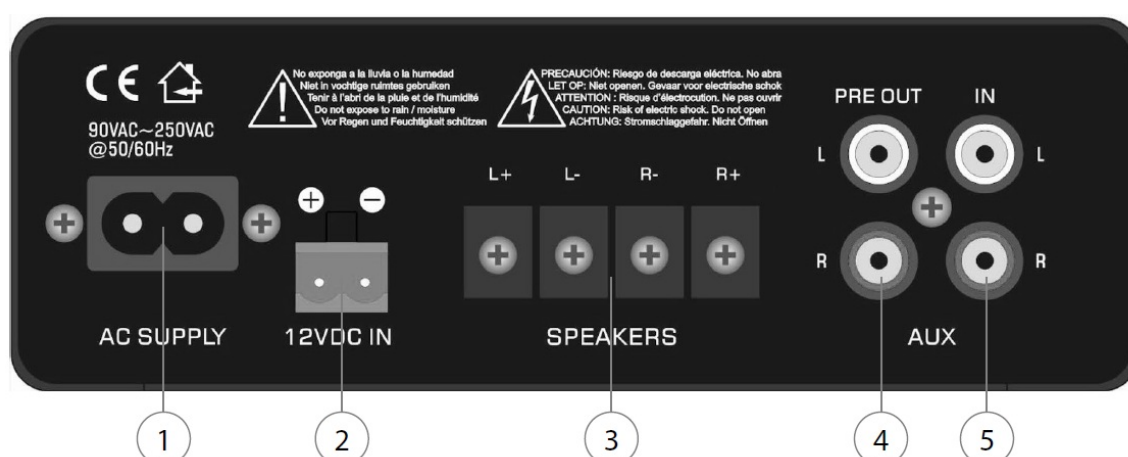 CE
90VAC~250VAC
@50/60Hz
No exponga a la lluvia o la humedad
Niet in vochtige ruimtes gebruiken
Tenir à l'abri de la pluie et de l'humidité
Do not expose to rain / moisture
Vor Regen und Feuchtigkeit schützen
PRECAUCIÓN: Riesgo de descarga eléctrica. No abra
LET OP: Niet openen. Gevaar voor electrische schok
ATTENTION : Risque d'électrocution. Ne pas ouvrir
CAUTION: Risk of electric shock. Do not open
ACHTUNG: Stromschlaggefahr. Nicht Öffnen
PRE OUT IN
L L
L+ L- R- R+
+ −
R R
AC SUPPLY 12VDC IN SPEAKERS AUX
1 2 3 4 5